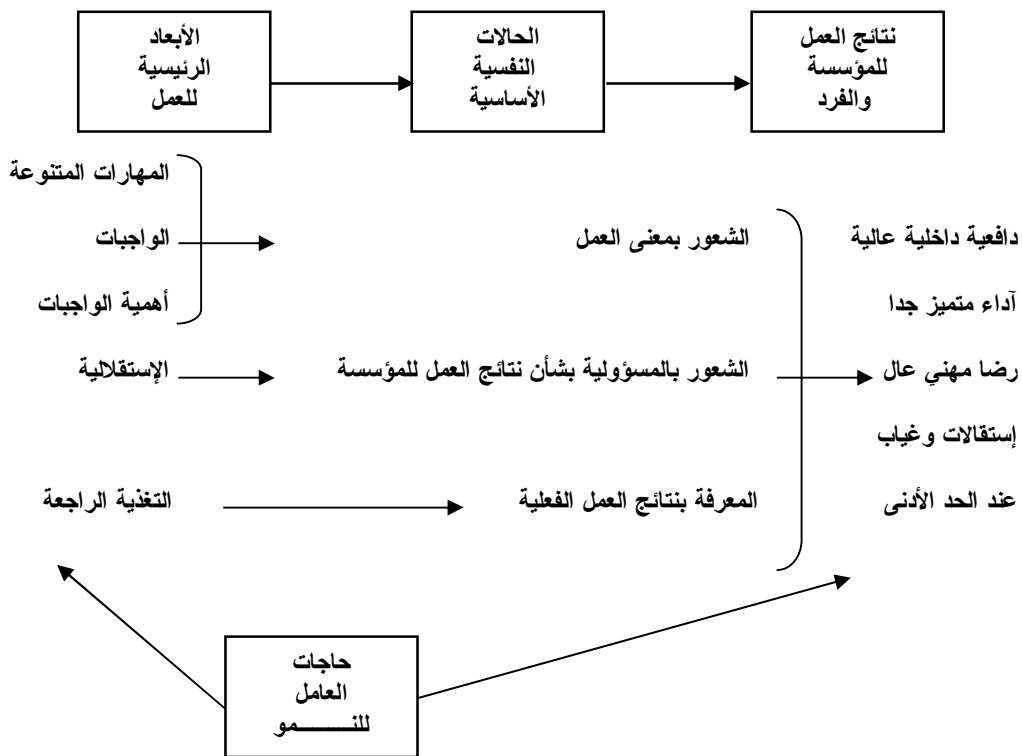 الأبعاد
الرئيسية
للعمل
الحالات
النفسية
الأساسية
نتائج العمل
للمؤسسة
والفرد
المهارات المتنوعة
الواجبات
الشعور بمعنى العمل
دافعية داخلية عالية
أهمية الواجبات
آداء متميز جدا
الإستقلالية
الشعور بالمسؤولية بشأن نتائج العمل للمؤسسة
رضا مهني عال
إستقالات وغياب
التغذية الراجعة
المعرفة بنتائج العمل الفعلية
عند الحد الأدنى
حاجات
العامل
للنـــــــمو